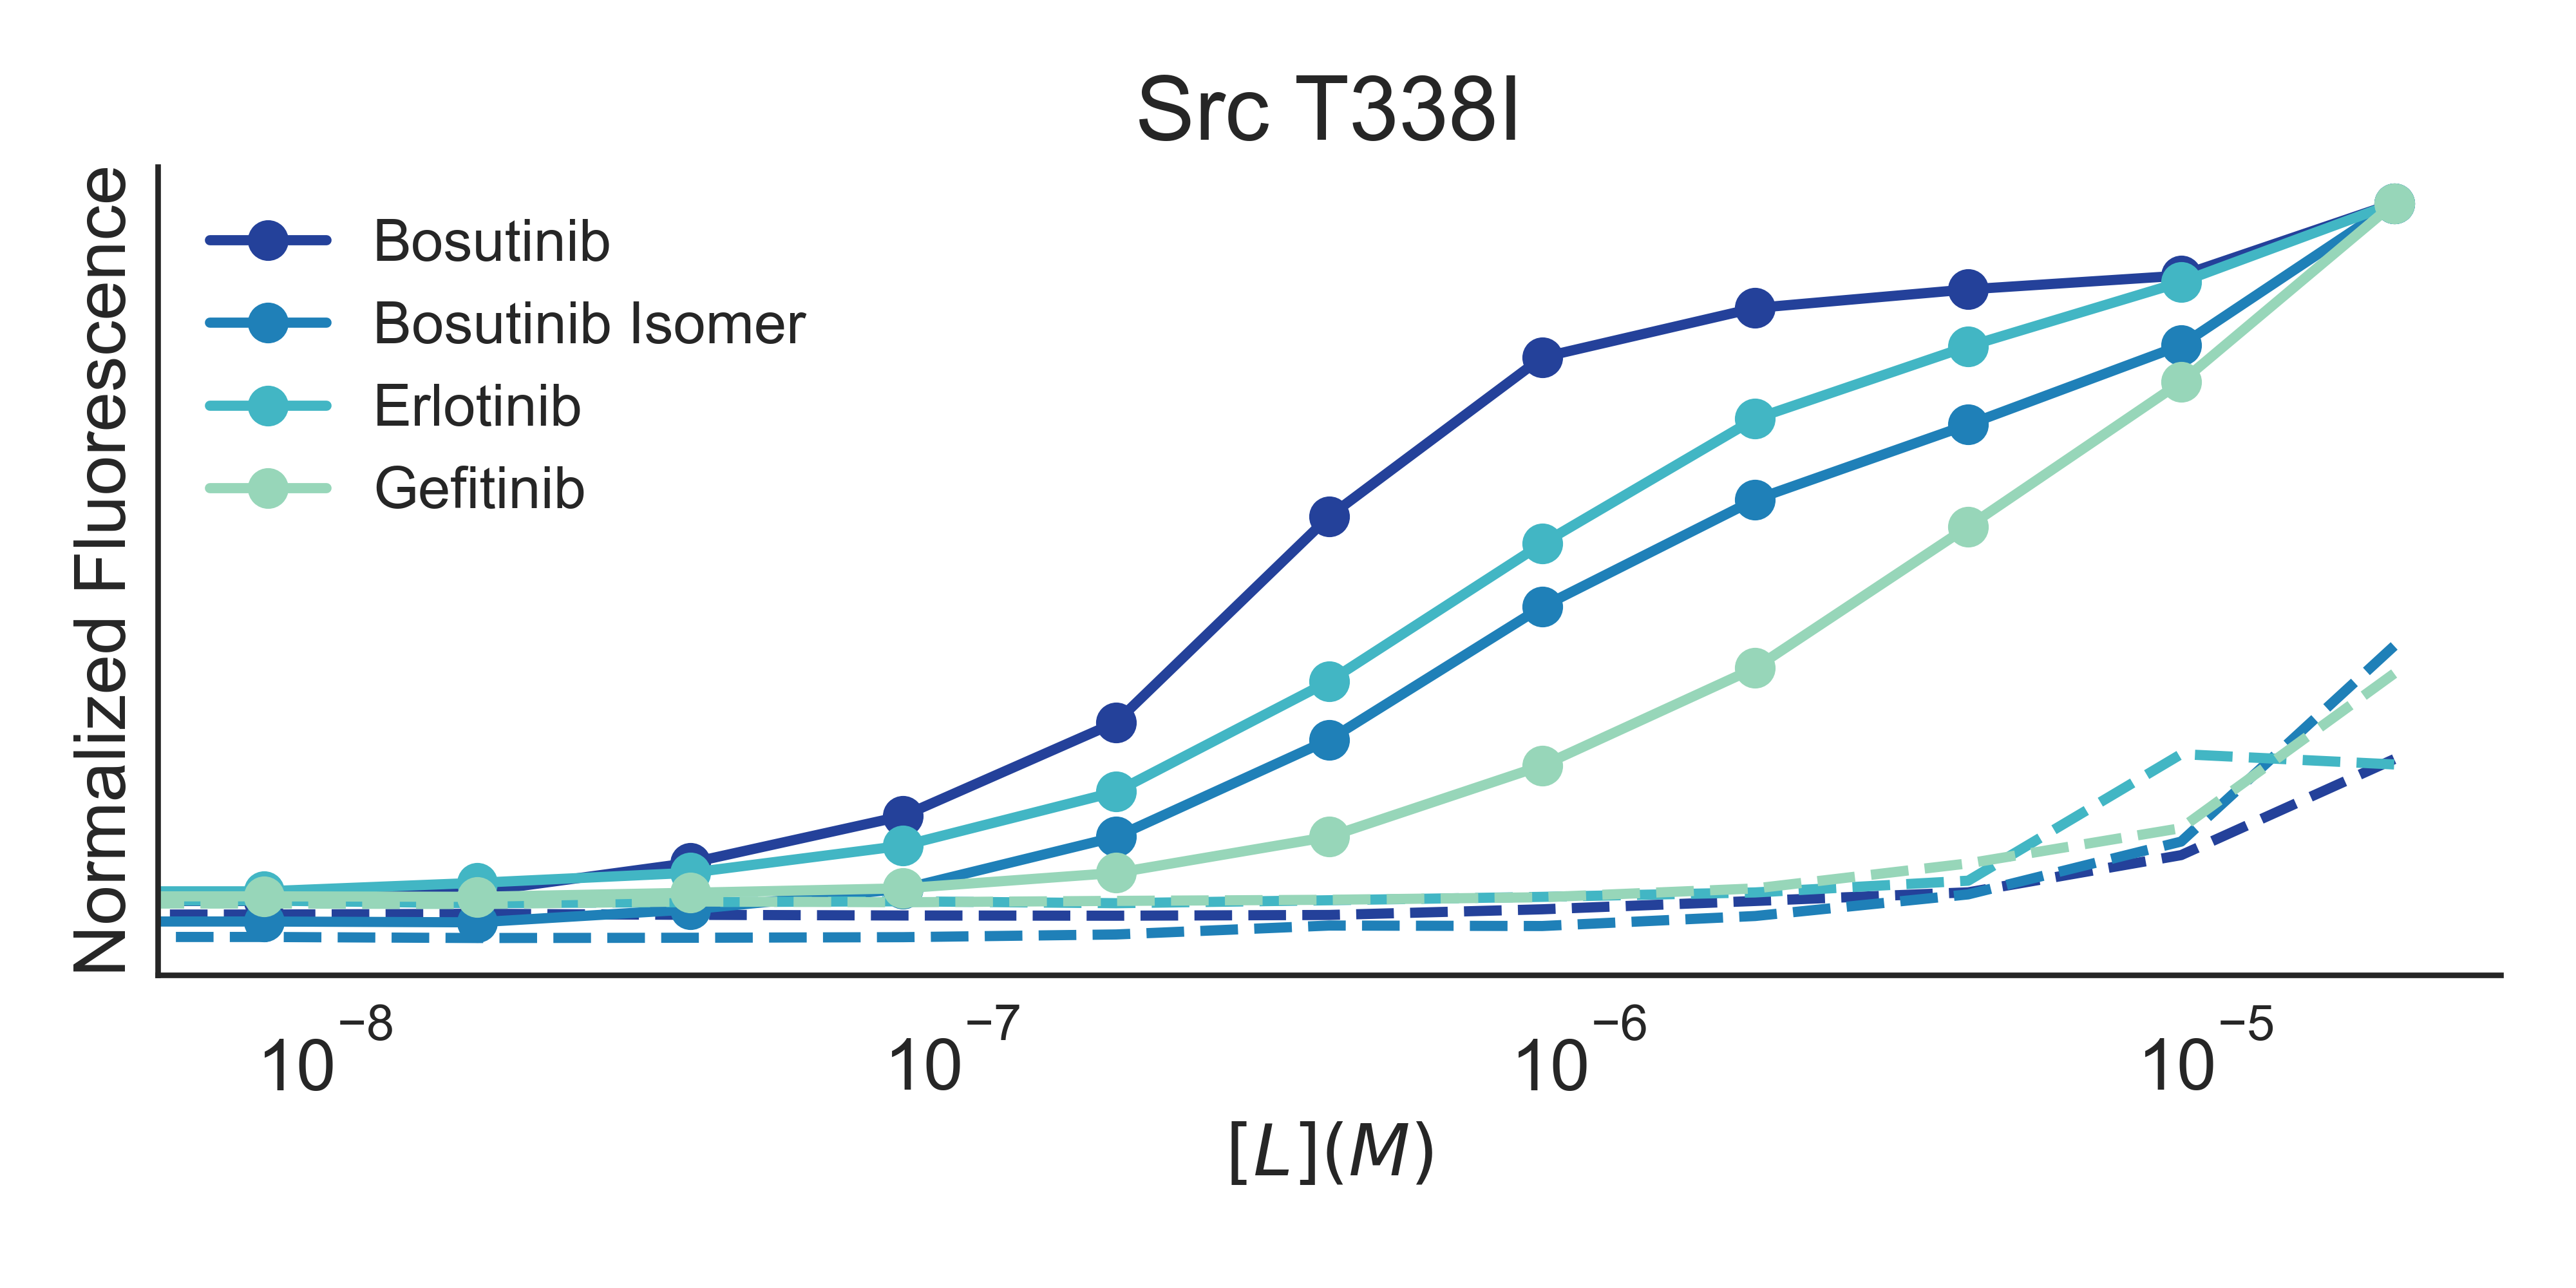 Src T338I
Normalized Fluorescence
Bosutinib
Bosutinib Isomer
Erlotinib
Gefitinib
10⁻⁸ 10⁻⁷ 10⁻⁶ 10⁻⁵
[L](M)